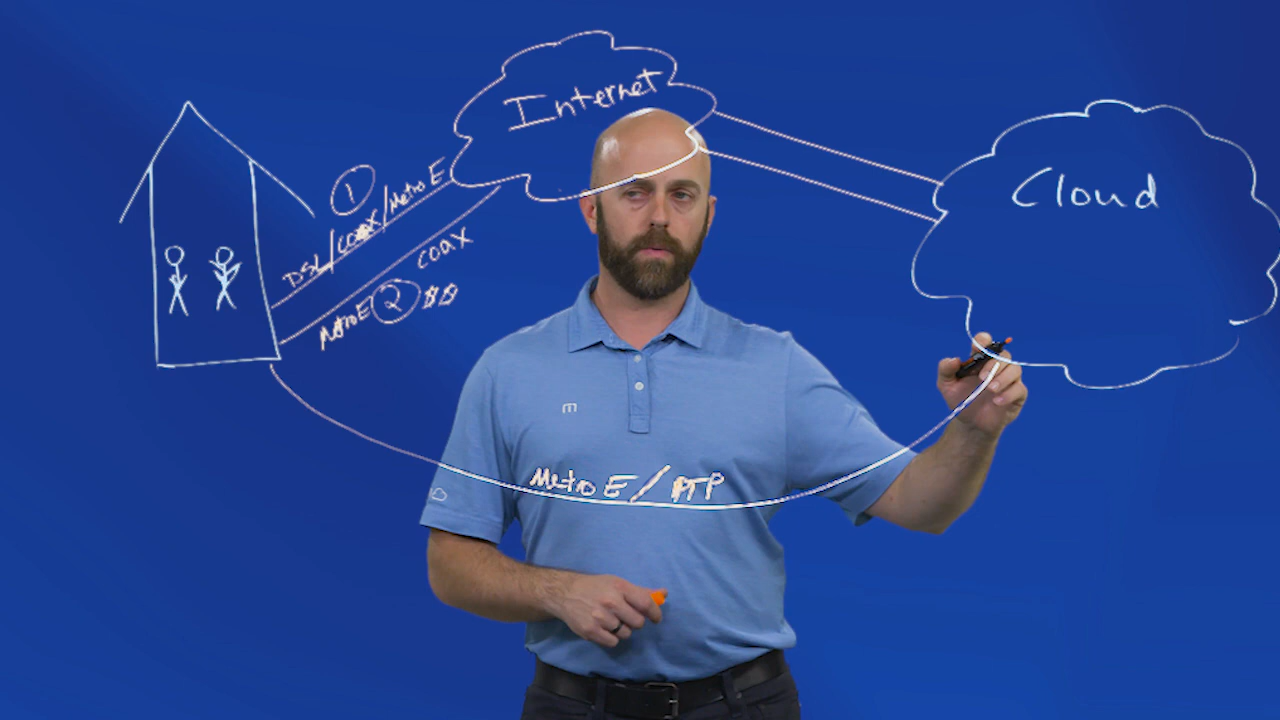 Internet
Cloud
1
DSL/COAX/Metro E
COAX
Metro E 2 $$
Metro E / PTP
m